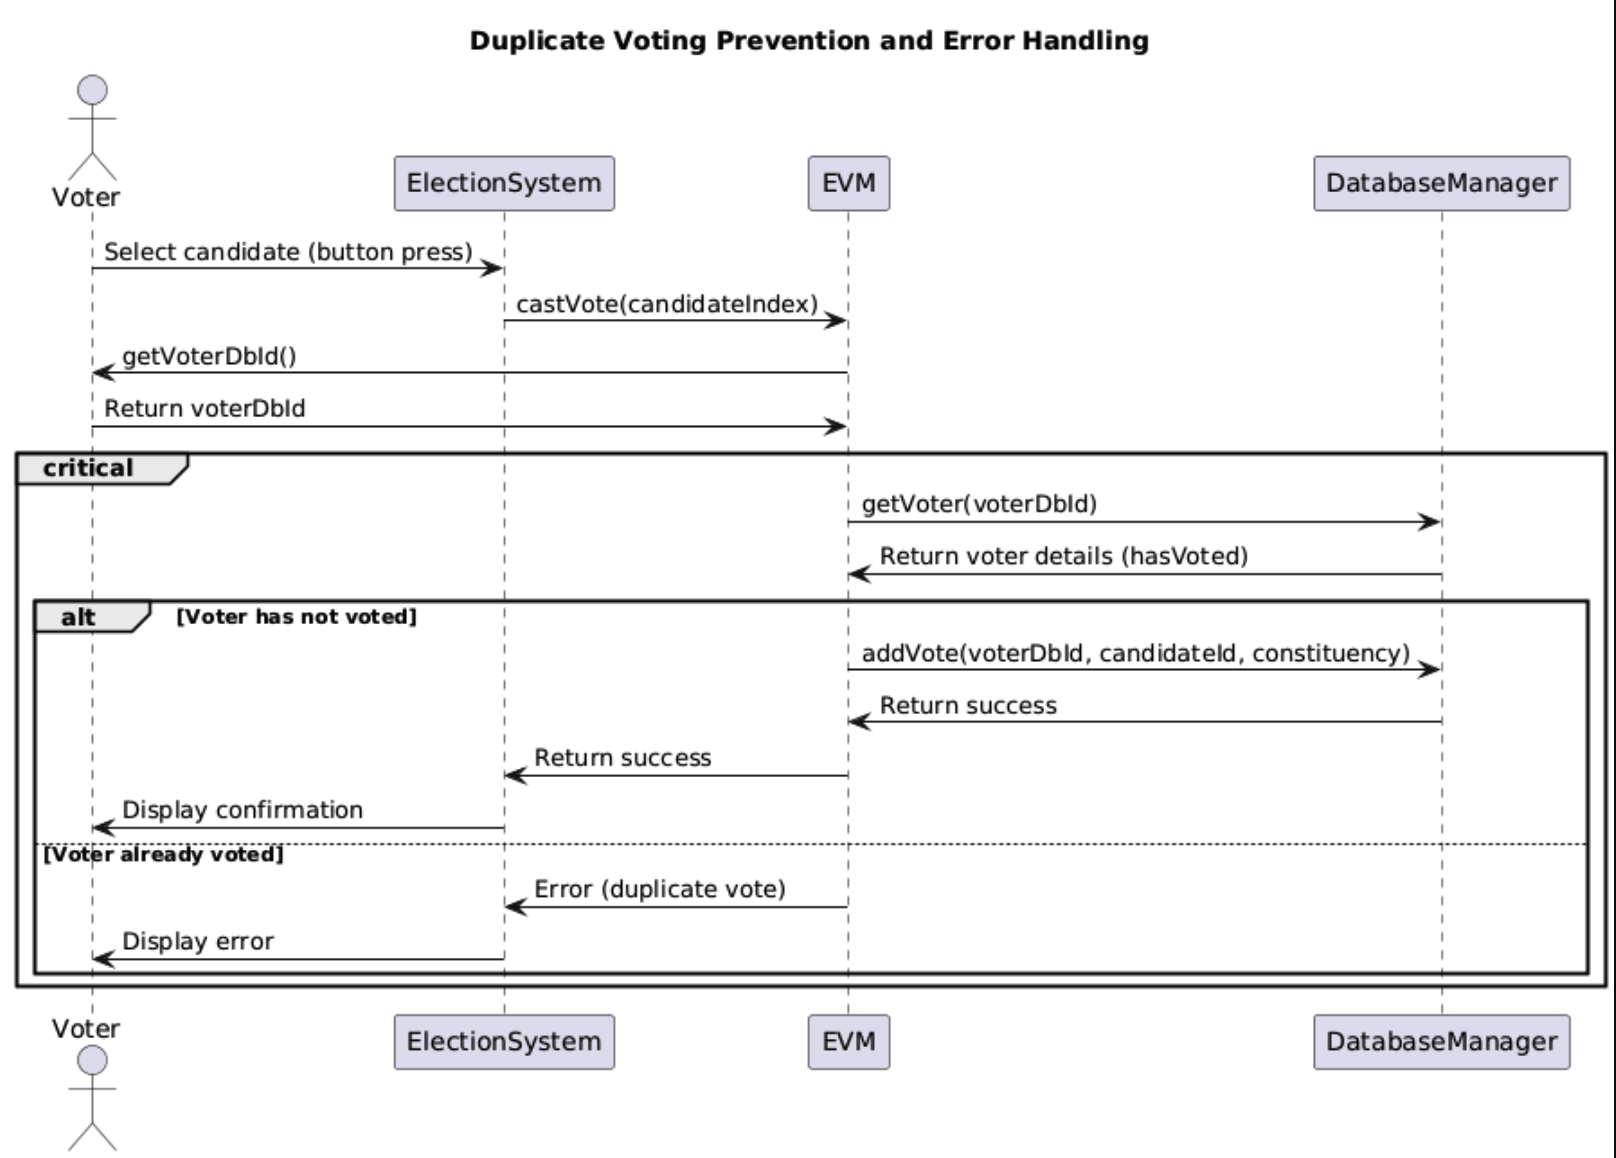 Duplicate Voting Prevention and Error Handling
Voter
ElectionSystem
EVM
DatabaseManager
Select candidate (button press)
castVote(candidateIndex)
getVoterDbId()
Return voterDbId
critical
getVoter(voterDbId)
Return voter details (hasVoted)
alt [Voter has not voted]
addVote(voterDbId, candidateId, constituency)
Return success
Return success
Display confirmation
[Voter already voted]
Error (duplicate vote)
Display error
Voter
ElectionSystem
EVM
DatabaseManager